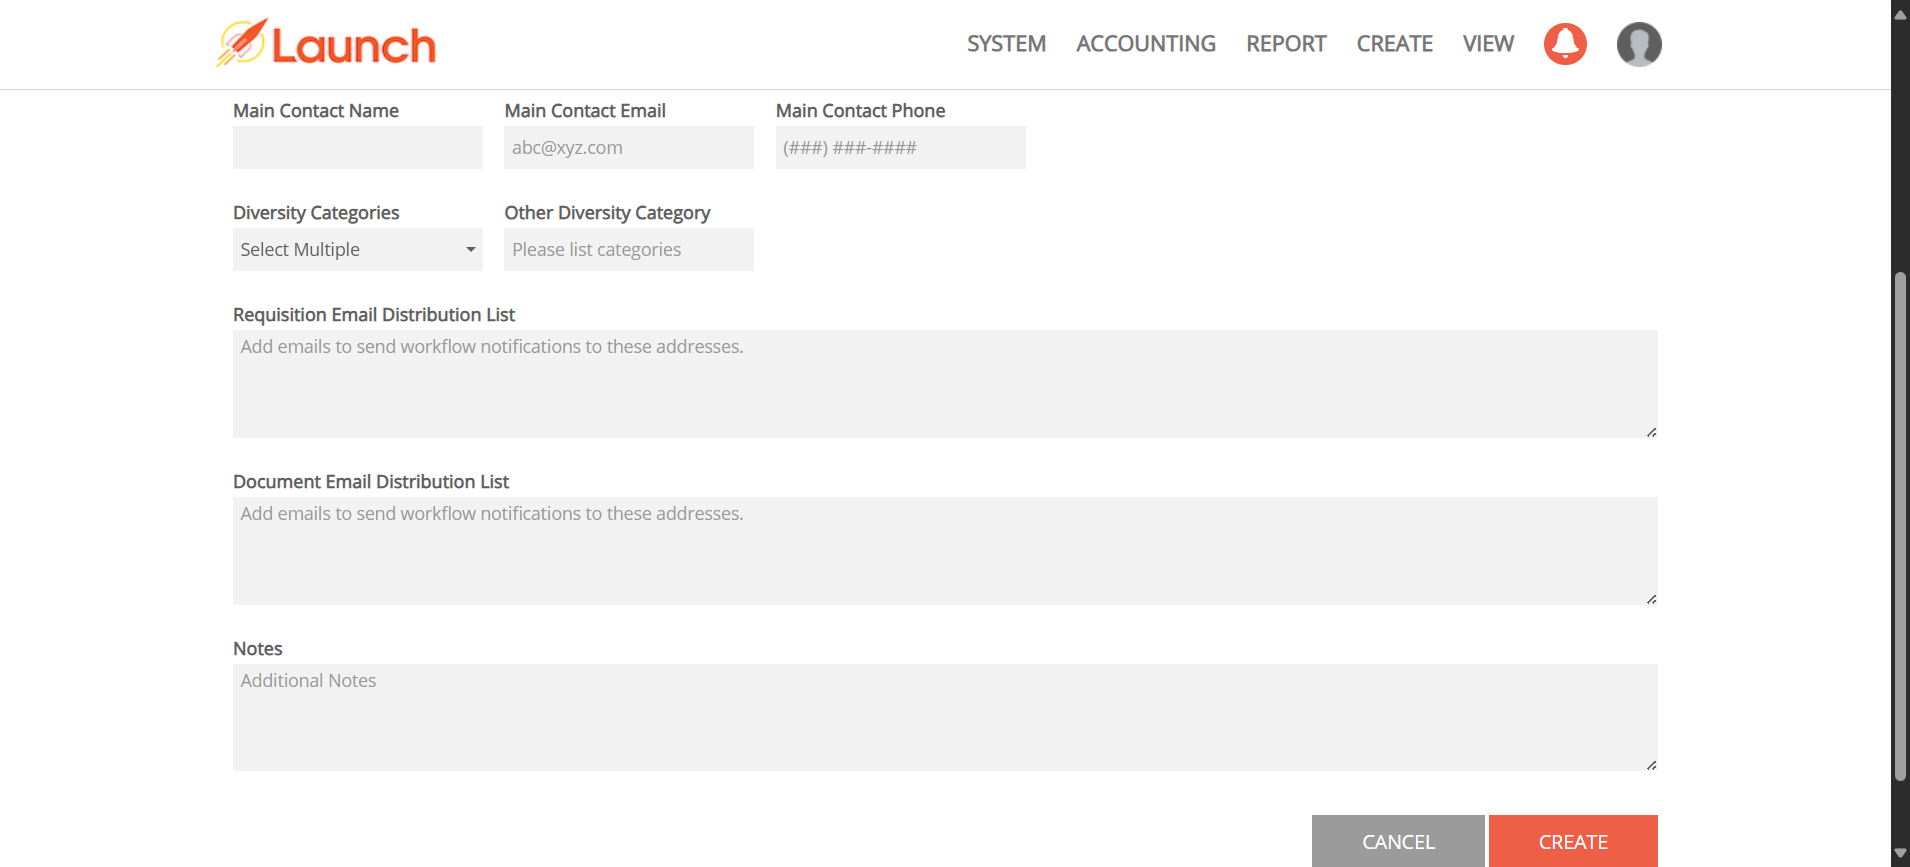 Launch
SYSTEM ACCOUNTING REPORT CREATE VIEW
Main Contact Name Main Contact Email Main Contact Phone
abc@xyz.com (###) ###-####
Diversity Categories Other Diversity Category
Select Multiple Please list categories
Requisition Email Distribution List
Add emails to send workflow notifications to these addresses.
Document Email Distribution List
Add emails to send workflow notifications to these addresses.
Notes
Additional Notes
CANCEL CREATE